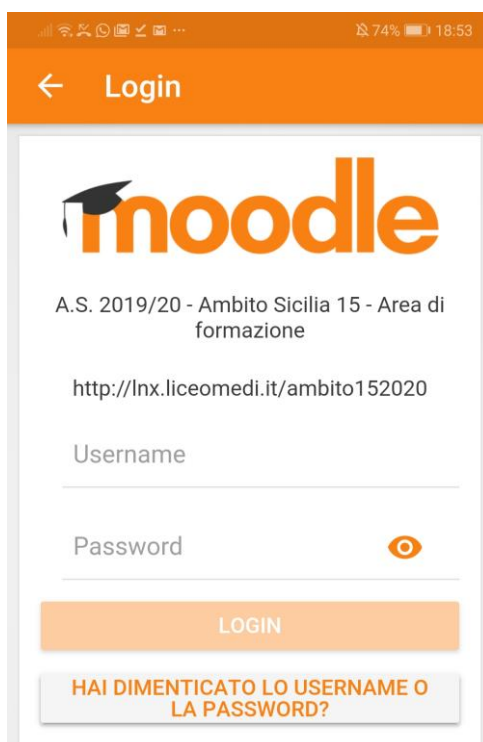 74% 18:53
Login
moodle
A.S. 2019/20 - Ambito Sicilia 15 - Area di
formazione
http://lnx.liceomedi.it/ambito152020
Username
Password
LOGIN
HAI DIMENTICATO LO USERNAME O
LA PASSWORD?